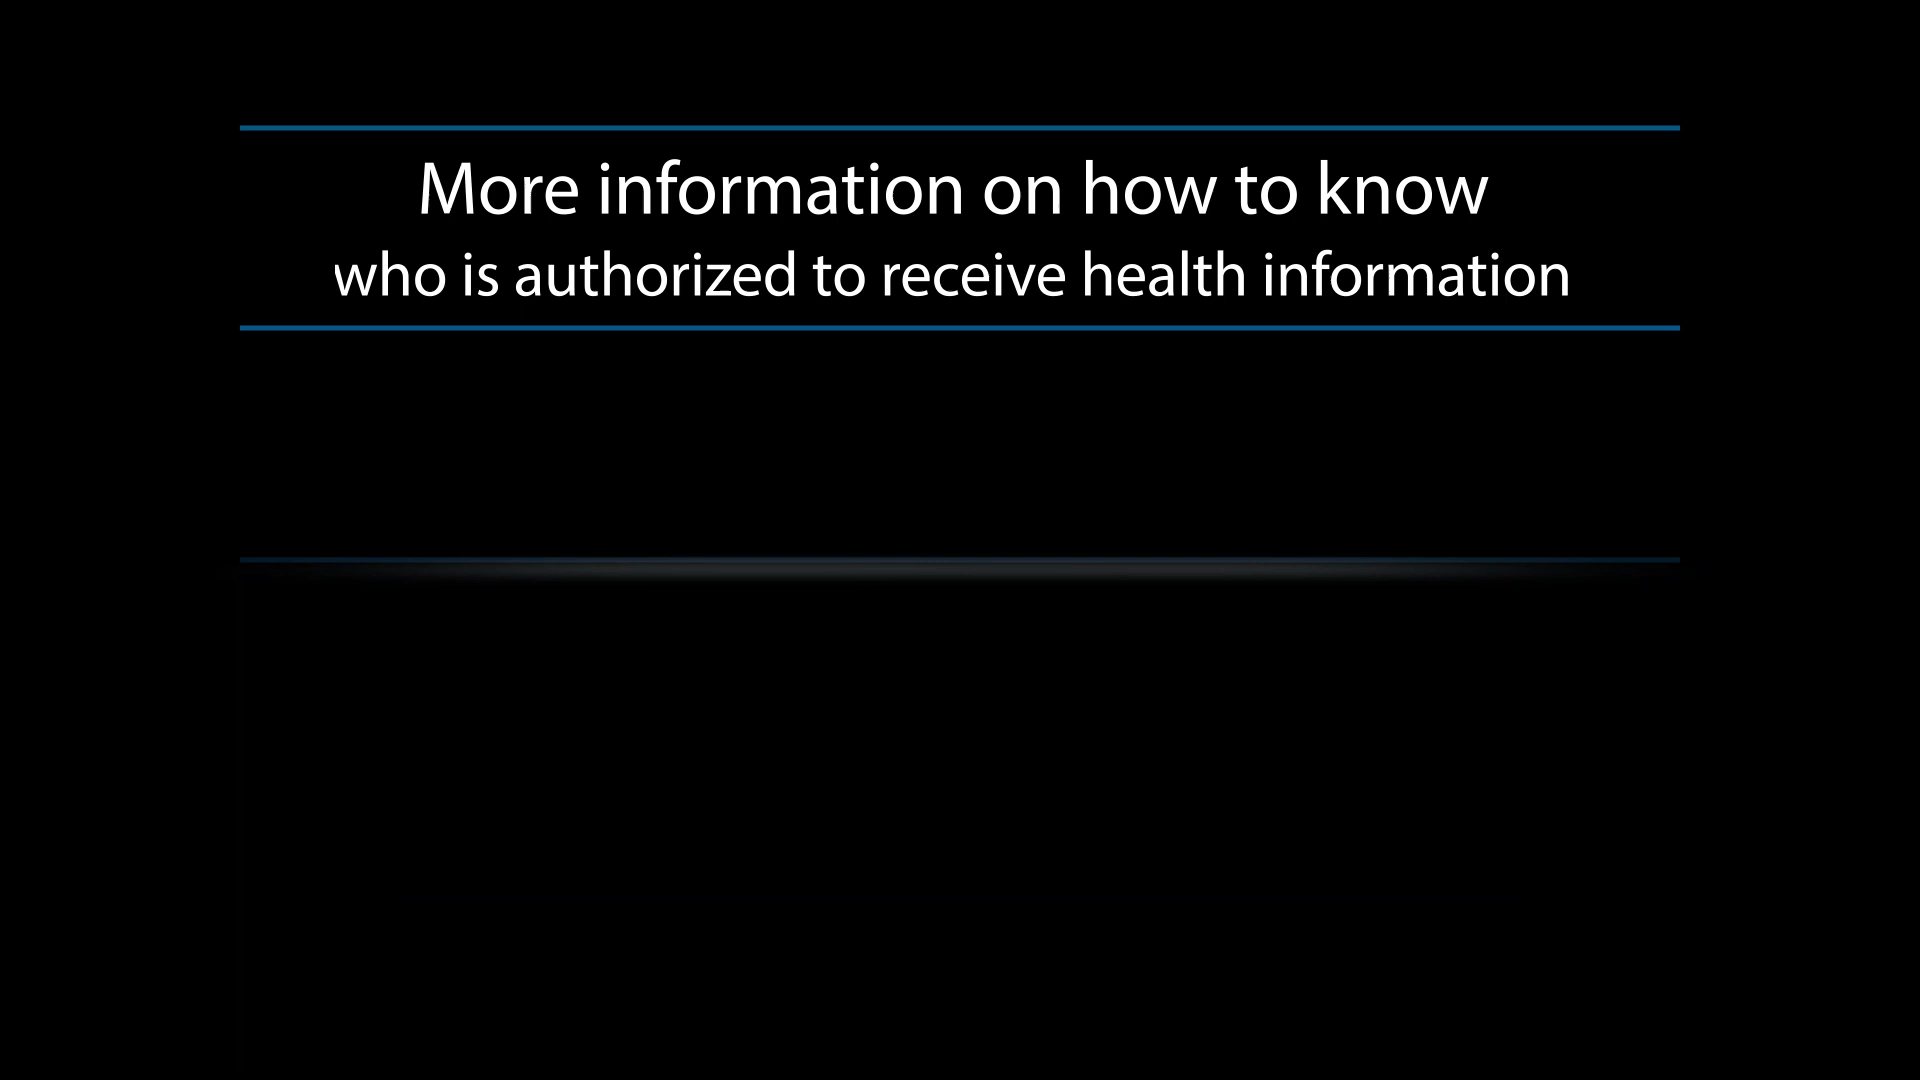 More information on how to know
who is authorized to receive health information